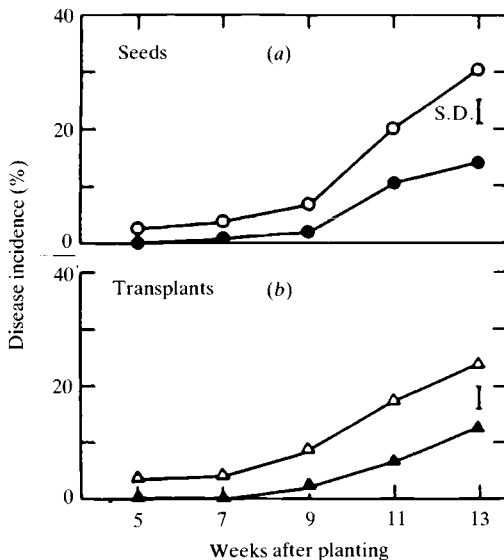 40
Seeds
(a)
S.D.
20
0
Disease incidence (%)
40
Transplants
(b)
20
0
5 7 9 11 13
Weeks after planting